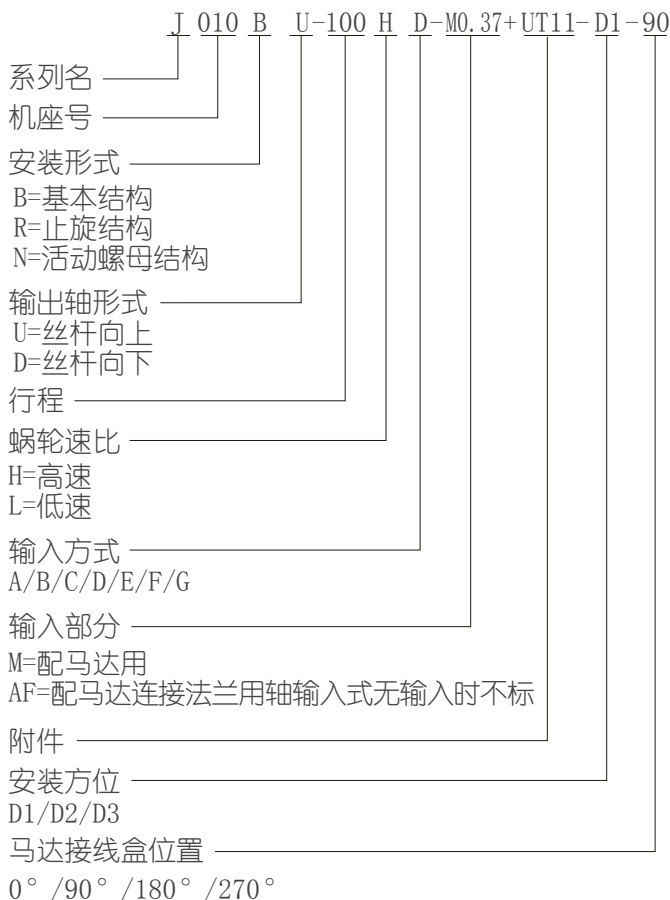 J 010 B U-100 H D-M0.37+UT11-D1-90
系列名
机座号
安装形式
B=基本结构
R=止旋结构
N=活动螺母结构
输出轴形式
U=丝杆向上
D=丝杆向下
行程
蜗轮速比
H=高速
L=低速
输入方式
A/B/C/D/E/F/G
输入部分
M=配马达用
AF=配马达连接法兰用轴输入式无输入时不标
附件
安装方位
D1/D2/D3
马达接线盒位置
0°/90°/180°/270°